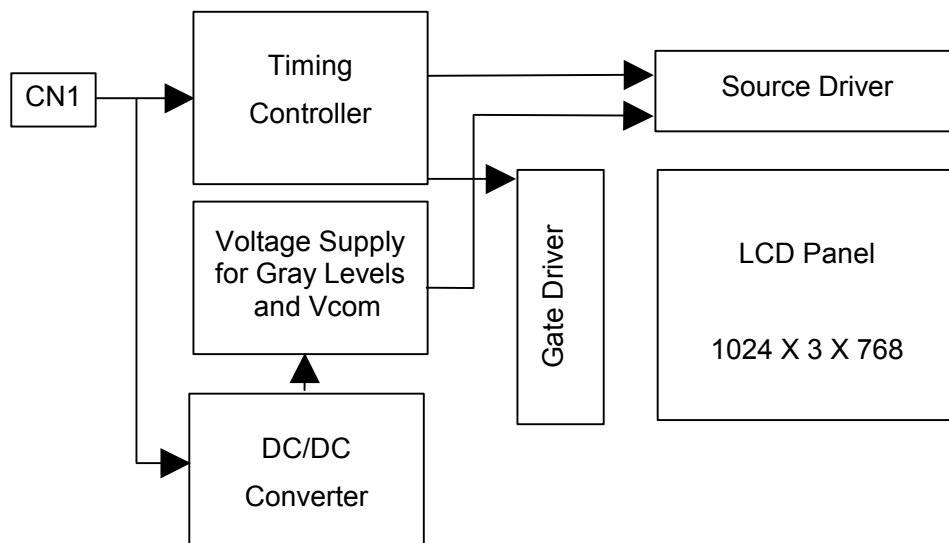 CN1
Timing
Controller
Source Driver
Voltage Supply
for Gray Levels
and Vcom
Gate Driver
LCD Panel
1024 X 3 X 768
DC/DC
Converter